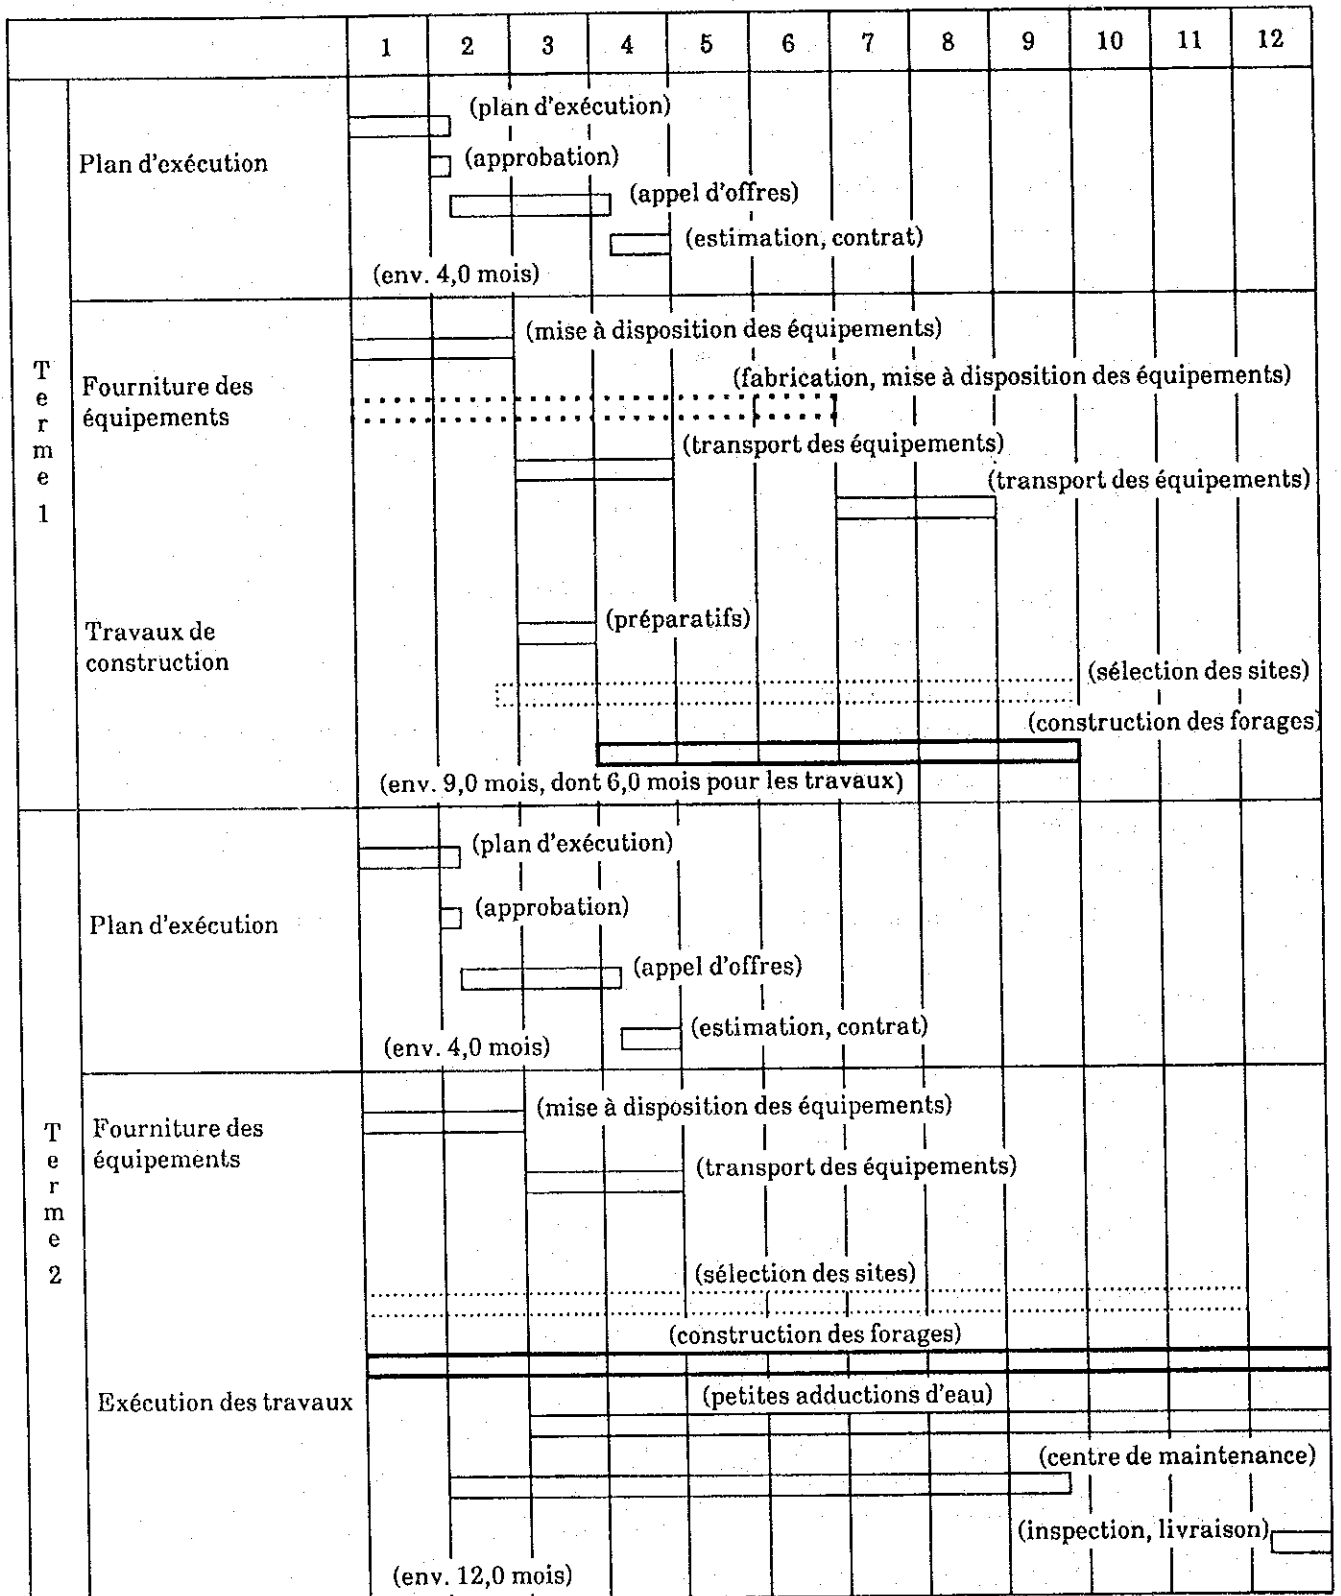 1 2 3 4 5 6 7 8 9 10 11 12
Terme 1
Plan d'exécution
(plan d'exécution)
(approbation)
(appel d'offres)
(estimation, contrat)
(env. 4,0 mois)
Fourniture des
équipements
(mise à disposition des équipements)
(fabrication, mise à disposition des équipements)
(transport des équipements)
(transport des équipements)
Travaux de
construction
(préparatifs)
(sélection des sites)
(construction des forages)
(env. 9,0 mois, dont 6,0 mois pour les travaux)
Terme 2
Plan d'exécution
(plan d'exécution)
(approbation)
(appel d'offres)
(estimation, contrat)
(env. 4,0 mois)
Fourniture des
équipements
(mise à disposition des équipements)
(transport des équipements)
(sélection des sites)
(construction des forages)
Exécution des travaux
(petites adductions d'eau)
(centre de maintenance)
(inspection, livraison)
(env. 12,0 mois)